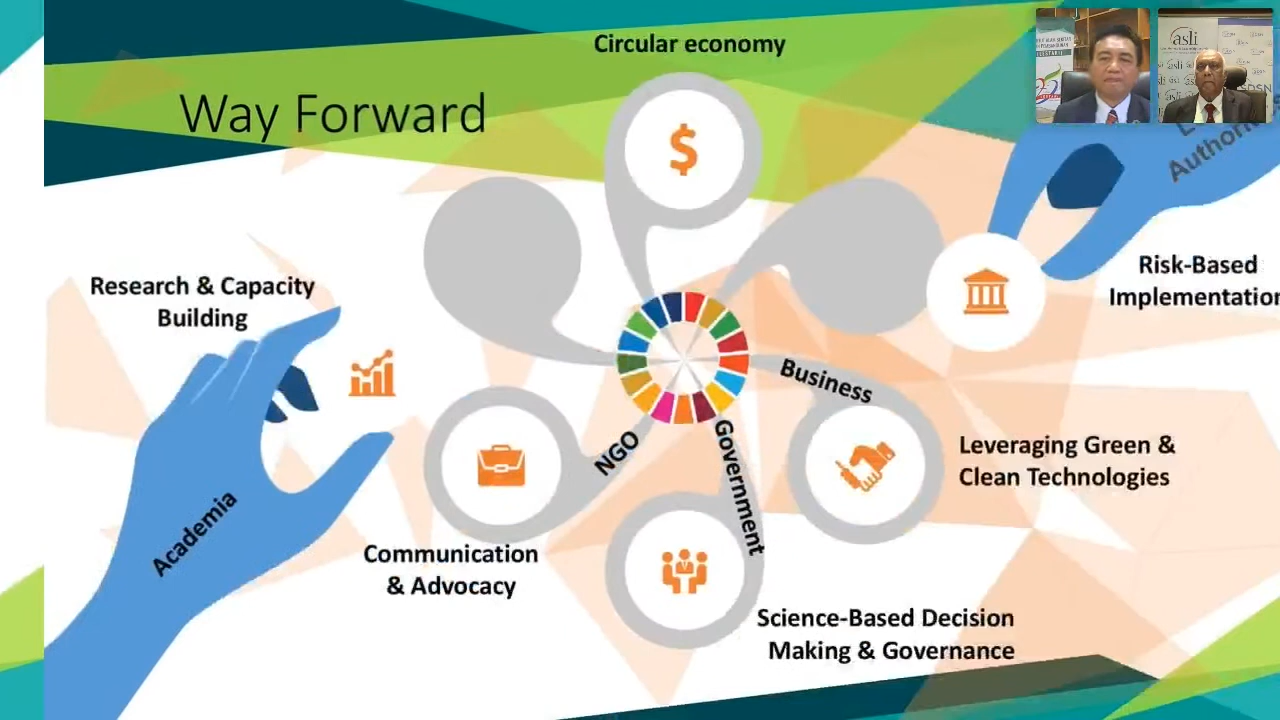 Circular economy
Way Forward
asli
Authori
Research & Capacity
Building
Risk-Based
Implementation
Business
NGO
Government
Leveraging Green &
Clean Technologies
Academia
Communication
& Advocacy
Science-Based Decision
Making & Governance